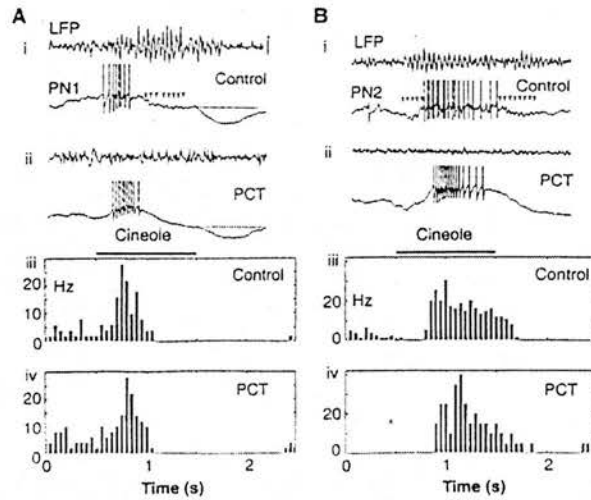 A
i
LFP
PN1
Control
ii
PCT
Cineole
iii
Hz
Control
20
10
0
iv
PCT
20
10
0
0
1
2
Time (s)
B
i
LFP
PN2
Control
ii
PCT
Cineole
iii
Hz
Control
20
0
iv
PCT
20
0
0
1
2
Time (s)